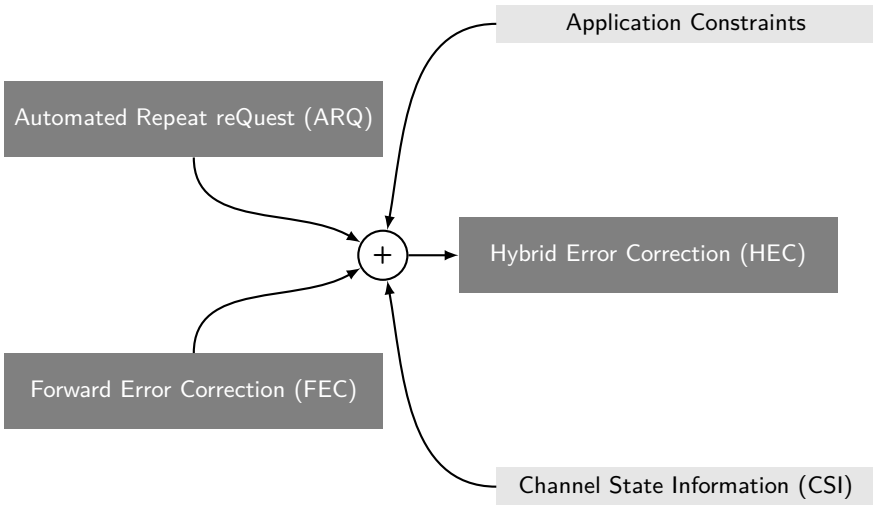 Application Constraints
Automated Repeat reQuest (ARQ)
+
Hybrid Error Correction (HEC)
Forward Error Correction (FEC)
Channel State Information (CSI)